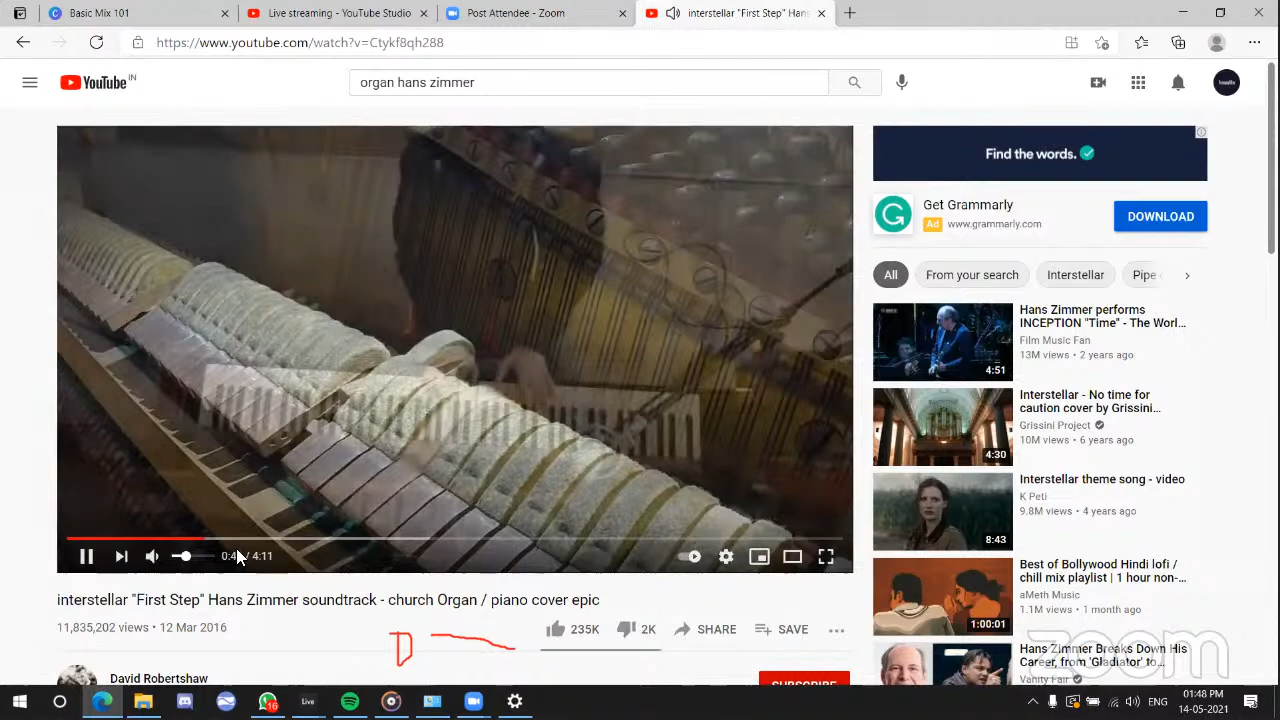 Basic Mix 101
Live streaming - YouTube Studio
Post Attendee - Zoom
interstellar "First Step" Hans
https://www.youtube.com/watch?v=Ctykf8qh288
YouTube IN
organ hans zimmer
Find the words.
Get Grammarly
Ad www.grammarly.com
DOWNLOAD
All
From your search
Interstellar
Pipe
Hans Zimmer performs
INCEPTION "Time" - The Worl...
Film Music Fan
13M views • 2 years ago
4:51
Interstellar - No time for
caution cover by Grissini...
Grissini Project
10M views • 6 years ago
4:30
Interstellar theme song - video
K Peti
9.8M views • 4 years ago
8:43
Best of Bollywood Hindi lofi /
chill mix playlist | 1 hour non-...
aMeth Music
1.1M views • 1 month ago
1:00:01
Hans Zimmer Breaks Down His
Career, from 'Gladiator' to...
Vanity Fair
/ 4:11
interstellar "First Step" Hans Zimmer soundtrack - church Organ / piano cover epic
11,835,202 views • 12 Mar 2016
235K
2K
SHARE
SAVE
D
David Robertshaw
SUBSCRIBE
zoom
16
Live
ENG
01:48 PM
14-05-2021